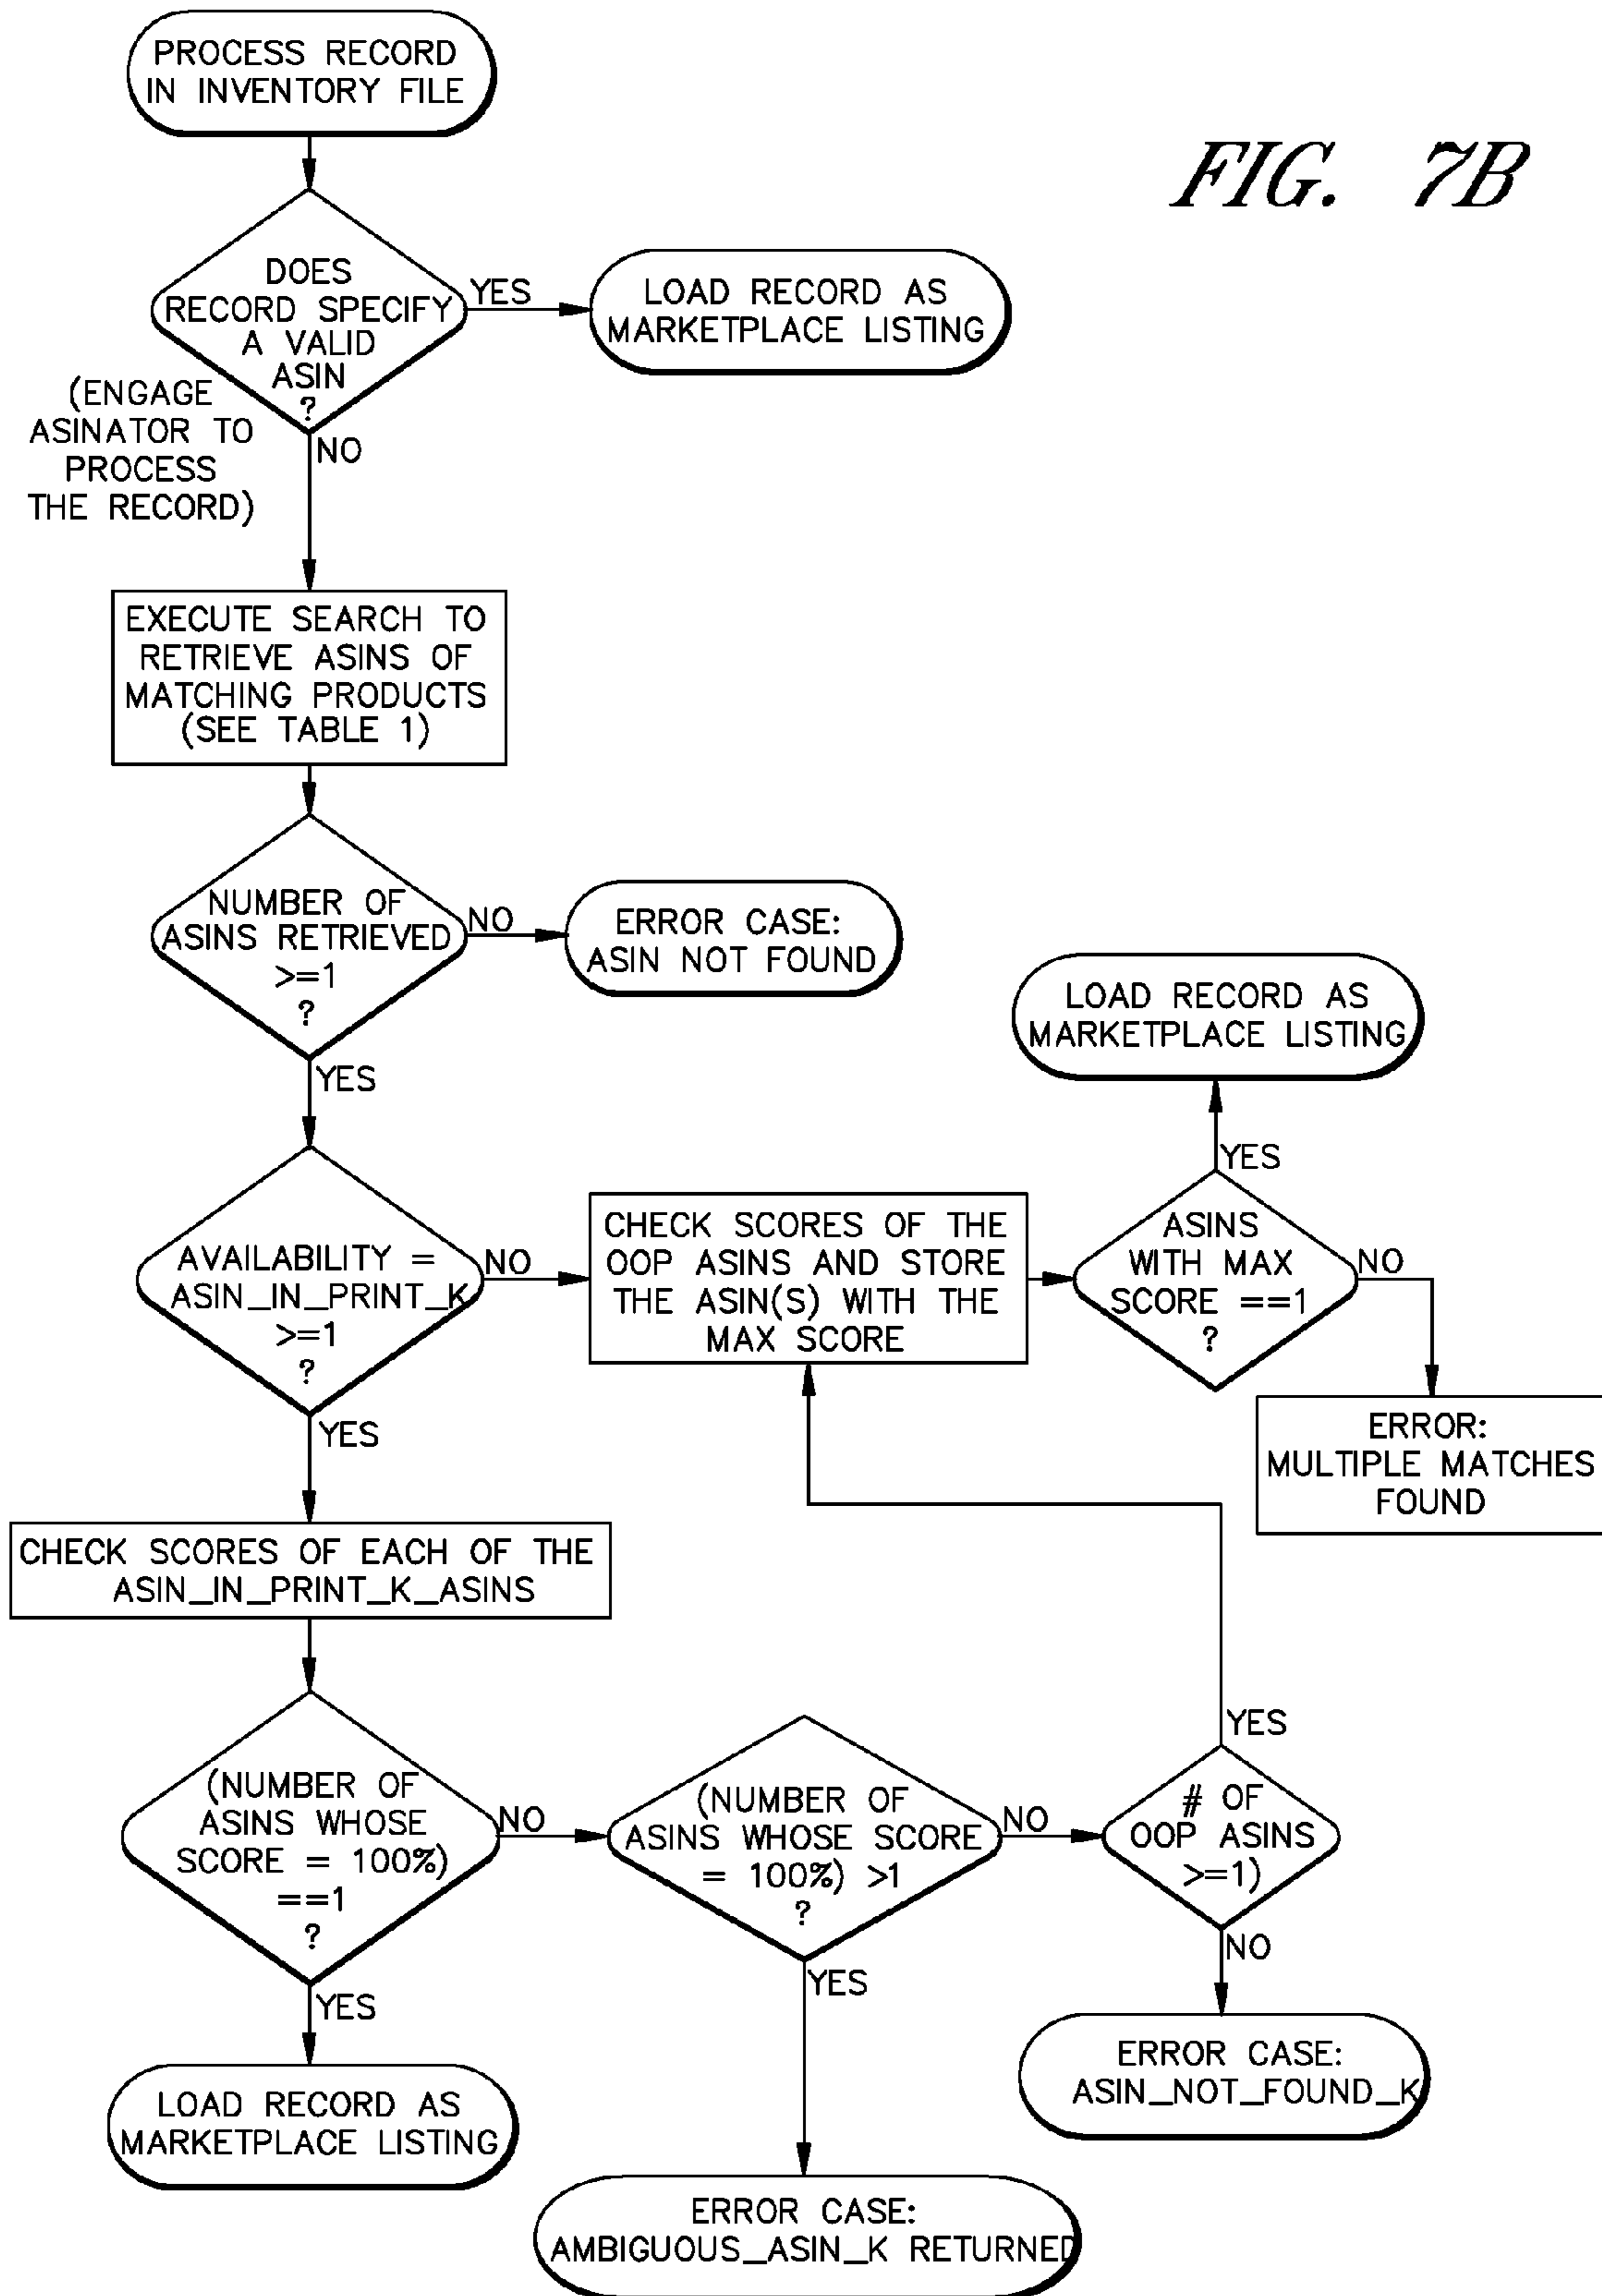 PROCESS RECORD
IN INVENTORY FILE
FIG. 7B
DOES
RECORD SPECIFY
A VALID
ASIN
?
YES
LOAD RECORD AS
MARKETPLACE LISTING
(ENGAGE
ASINATOR TO
PROCESS
THE RECORD)
NO
EXECUTE SEARCH TO
RETRIEVE ASINS OF
MATCHING PRODUCTS
(SEE TABLE 1)
NUMBER OF
ASINS RETRIEVED
>=1
?
NO
ERROR CASE:
ASIN NOT FOUND
YES
LOAD RECORD AS
MARKETPLACE LISTING
YES
AVAILABILITY =
ASIN_IN_PRINT_K
>=1
?
NO
CHECK SCORES OF THE
OOP ASINS AND STORE
THE ASIN(S) WITH THE
MAX SCORE
ASINS
WITH MAX
SCORE ==1
?
NO
ERROR:
MULTIPLE MATCHES
FOUND
YES
CHECK SCORES OF EACH OF THE
ASIN_IN_PRINT_K_ASINS
(NUMBER OF
ASINS WHOSE
SCORE = 100%)
==1
?
NO
(NUMBER OF
ASINS WHOSE SCORE
= 100%) >1
?
NO
YES
# OF
OOP ASINS
>=1)
NO
ERROR CASE:
ASIN_NOT_FOUND_K
YES
LOAD RECORD AS
MARKETPLACE LISTING
YES
ERROR CASE:
AMBIGUOUS_ASIN_K RETURNED